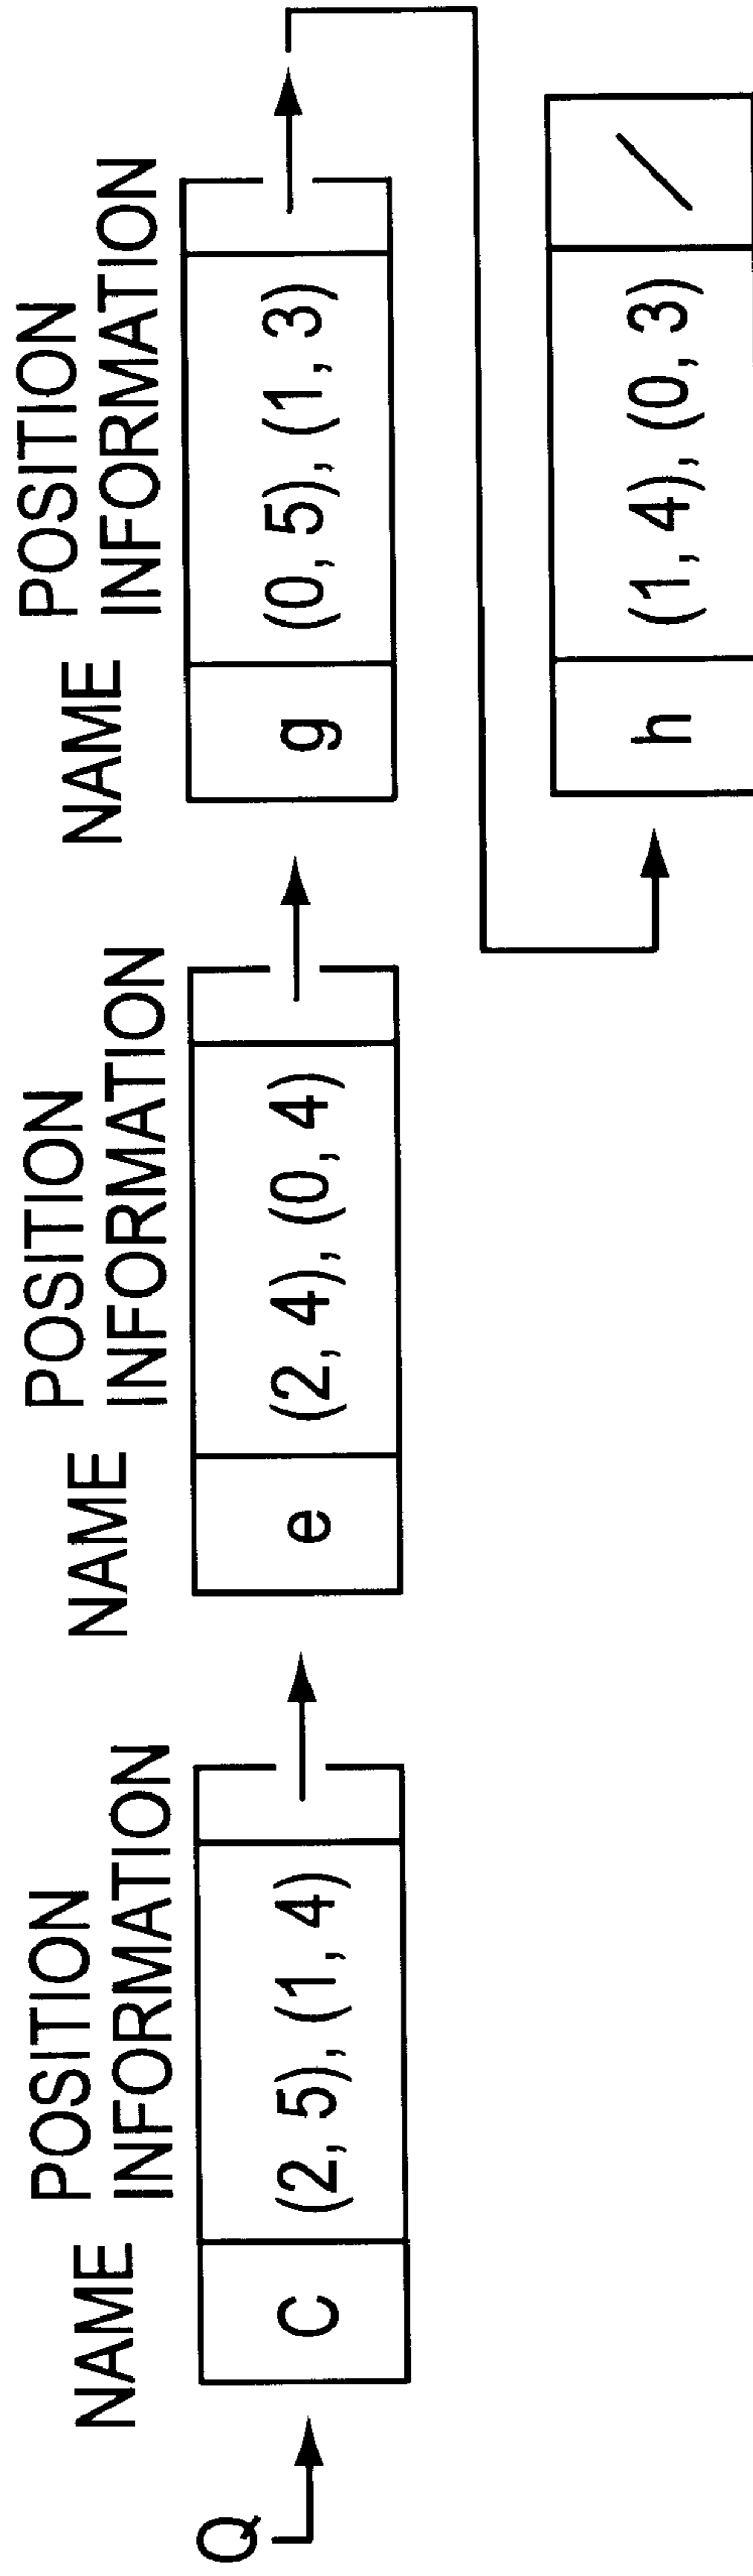 POSITION POSITION POSITION
NAME INFORMATION NAME INFORMATION NAME INFORMATION
Q
C (2, 5), (1, 4) e (2, 4), (0, 4) g (0, 5), (1, 3)
h (1, 4), (0, 3) /